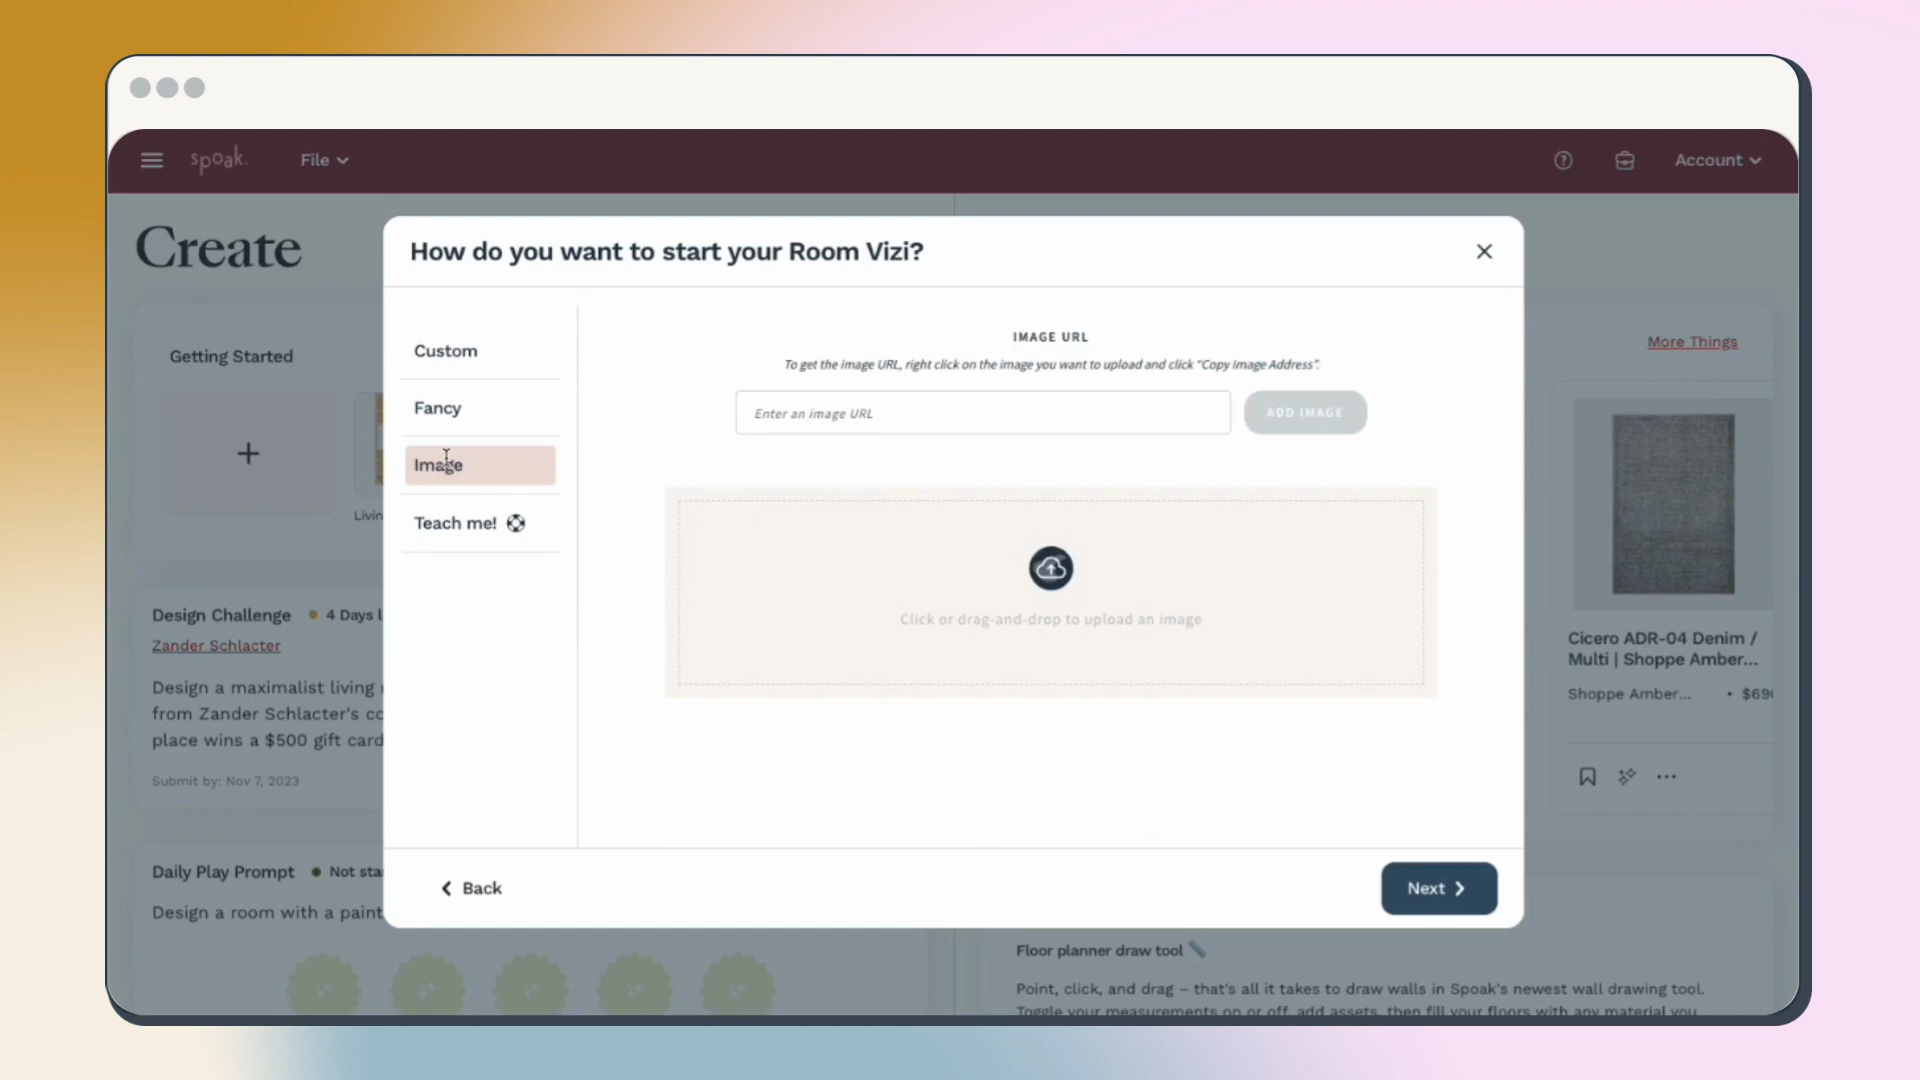 spoak.
File
Account
Create
How do you want to start your Room Vizi?
Getting Started
Custom
Fancy
Image
Teach me!
IMAGE URL
To get the image URL, right click on the image you want to upload and click "Copy Image Address".
Enter an image URL
ADD IMAGE
Click or drag-and-drop to upload an image
Back
Next
More Things
Livin
Design Challenge
4 Days l
Zander Schlacter
Design a maximalist living
from Zander Schlacter's co
place wins a $500 gift card
Submit by: Nov 7, 2023
Daily Play Prompt
Not sta
Design a room with a paint
Cicero ADR-04 Denim /
Multi | Shoppe Amber...
Shoppe Amber...
• $69
Floor planner draw tool
Point, click, and drag – that's all it takes to draw walls in Spoak's newest wall drawing tool.
Toggle your measurements on or off, add assets, then fill your floors with any material you